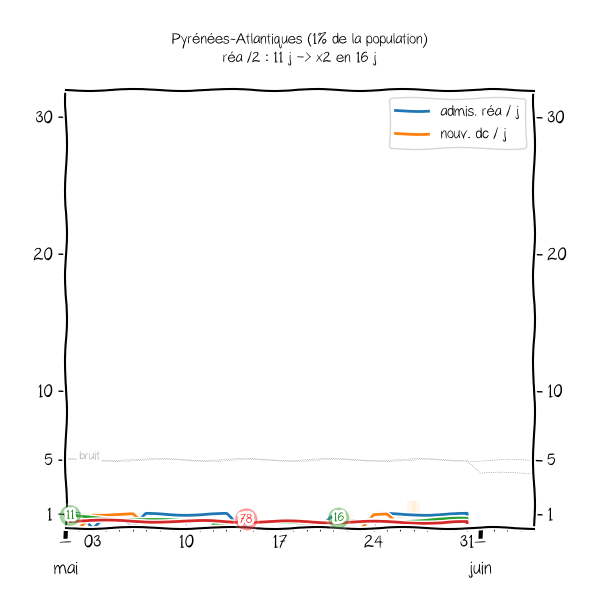 Pyrénées-Atlantiques (1% de la population)
réa /2 : 11 j -> x2 en 16 j
admis. réa / j
nouv. dc / j
30
30
20
20
10
10
5
bruit
5
1
11
78
16
1
03
10
17
24
31
mai
juin